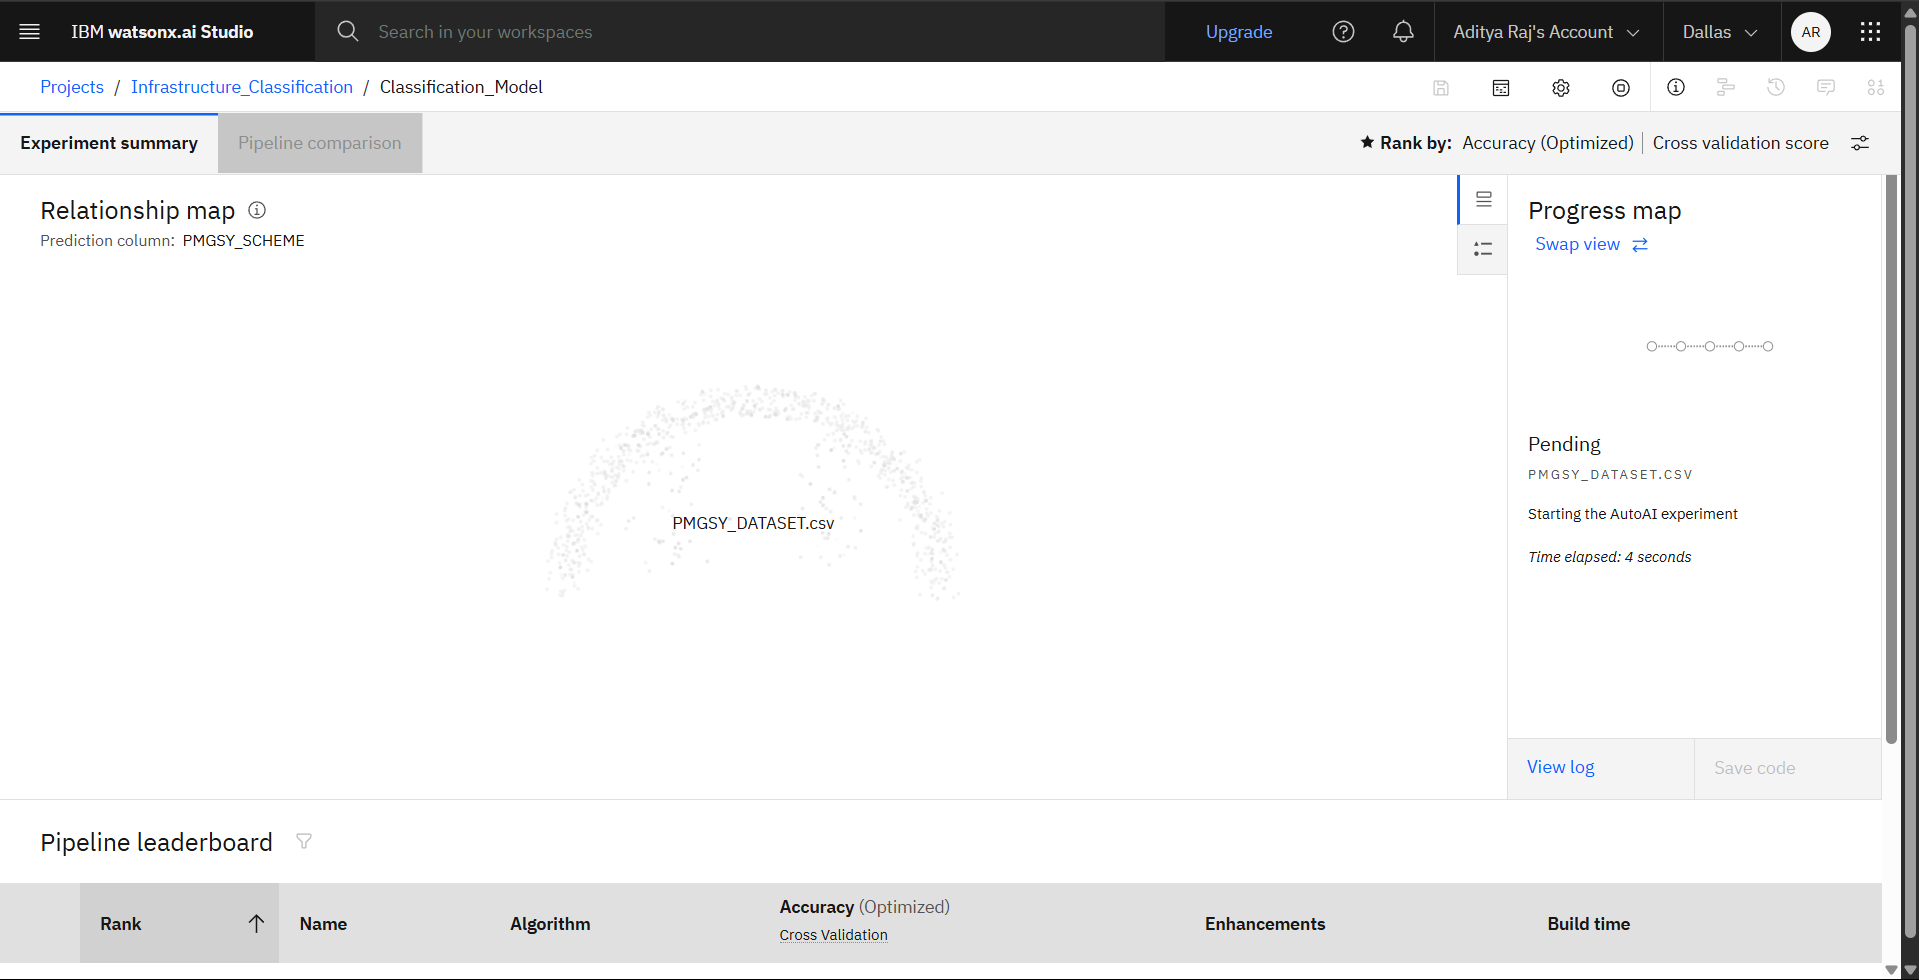 IBM watsonx.ai Studio
Search in your workspaces
Upgrade
Aditya Raj's Account
Dallas
AR
Projects / Infrastructure_Classification / Classification_Model
Experiment summary
Pipeline comparison
Rank by: Accuracy (Optimized) | Cross validation score
Relationship map
Prediction column: PMGSY_SCHEME
PMGSY_DATASET.csv
Progress map
Swap view
Pending
PMGSY_DATASET.CSV
Starting the AutoAI experiment
Time elapsed: 4 seconds
View log
Save code
Pipeline leaderboard
Rank
Name
Algorithm
Accuracy (Optimized)
Cross Validation
Enhancements
Build time